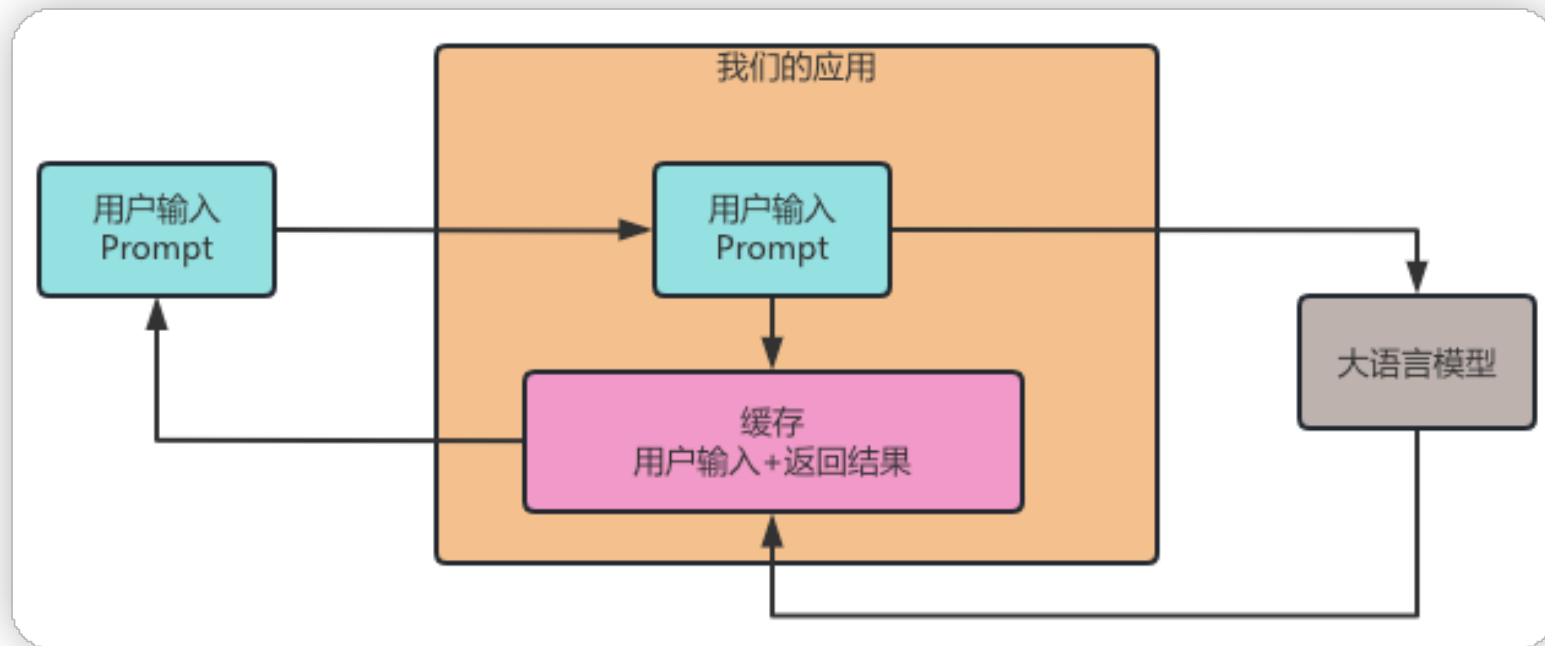 我们的应用
用户输入
Prompt
用户输入
Prompt
大语言模型
缓存
用户输入+返回结果